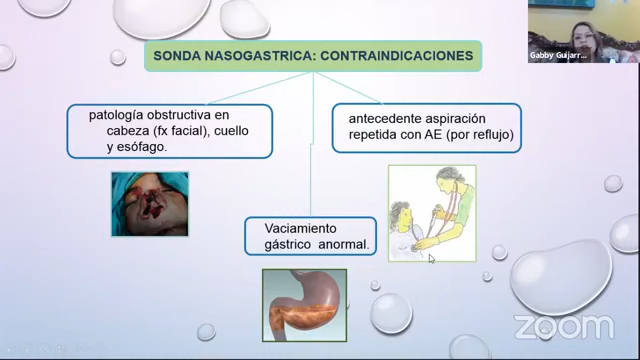 SONDA NASOGASTRICA: CONTRAINDICACIONES
patología obstructiva en
cabeza (fx facial), cuello
y esófago.
antecedente aspiración
repetida con AE (por reflujo)
Vaciamiento
gástrico anormal.
Gabby Guijarr...
zoom